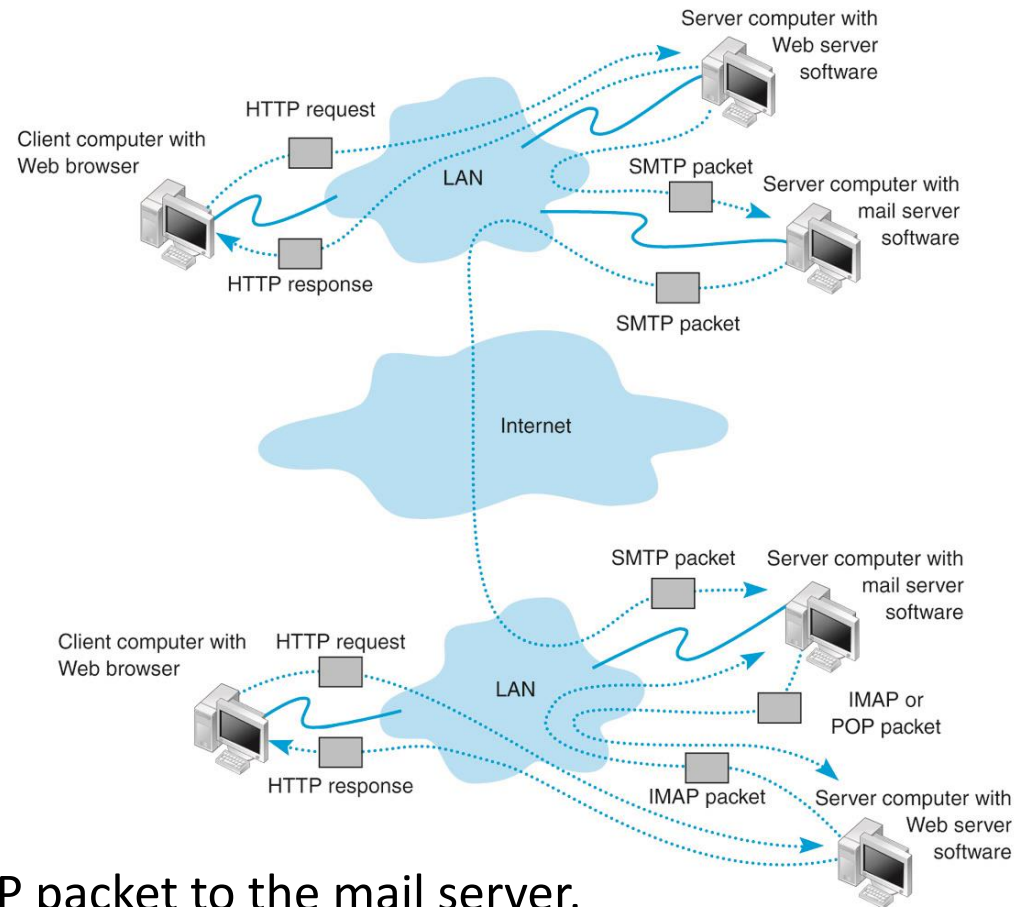 Server computer with
Web server
software
HTTP request
Client computer with
Web browser
LAN
SMTP packet
Server computer with
mail server
software
HTTP response
SMTP packet
Internet
SMTP packet
Server computer with
mail server
software
Client computer with
Web browser
HTTP request
LAN
IMAP or
POP packet
HTTP response
IMAP packet
Server computer with
Web server
software
P packet to the mail server.